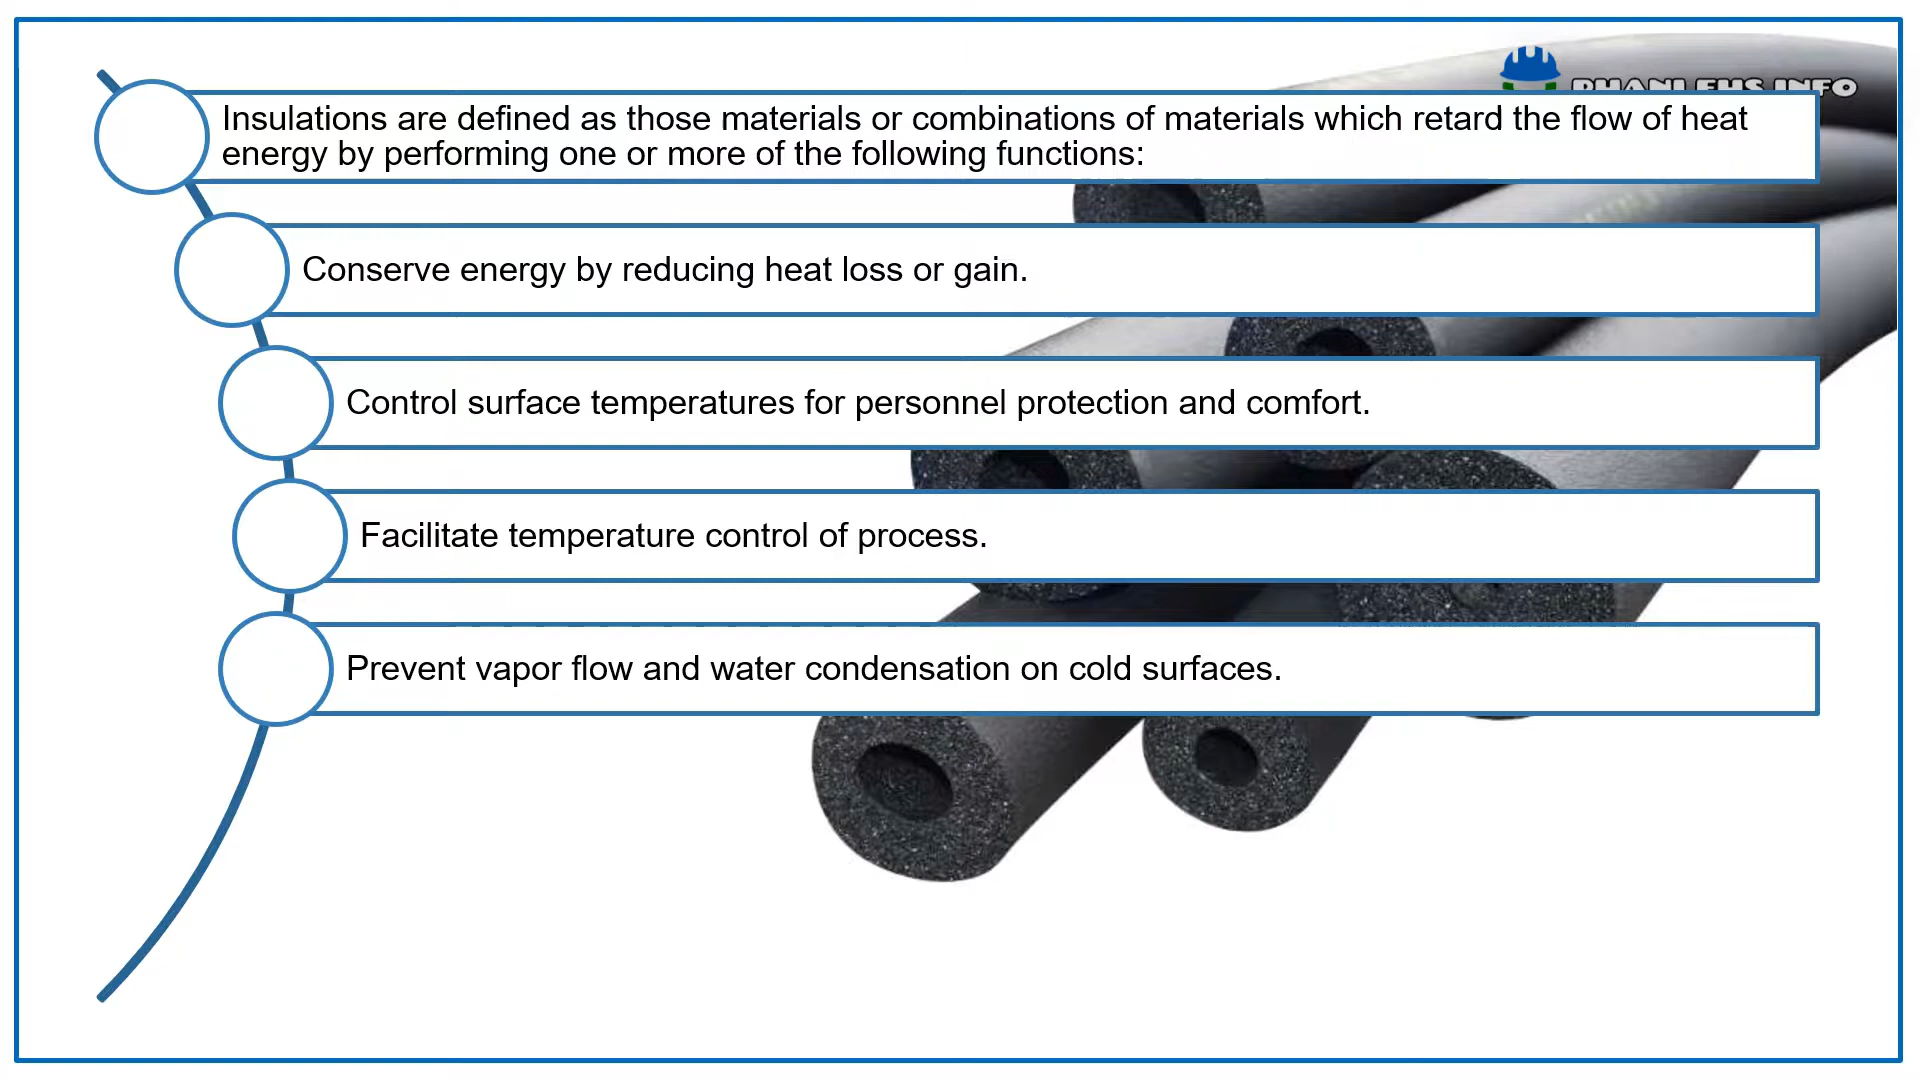 Insulations are defined as those materials or combinations of materials which retard the flow of heat
energy by performing one or more of the following functions:
Conserve energy by reducing heat loss or gain.
Control surface temperatures for personnel protection and comfort.
Facilitate temperature control of process.
Prevent vapor flow and water condensation on cold surfaces.